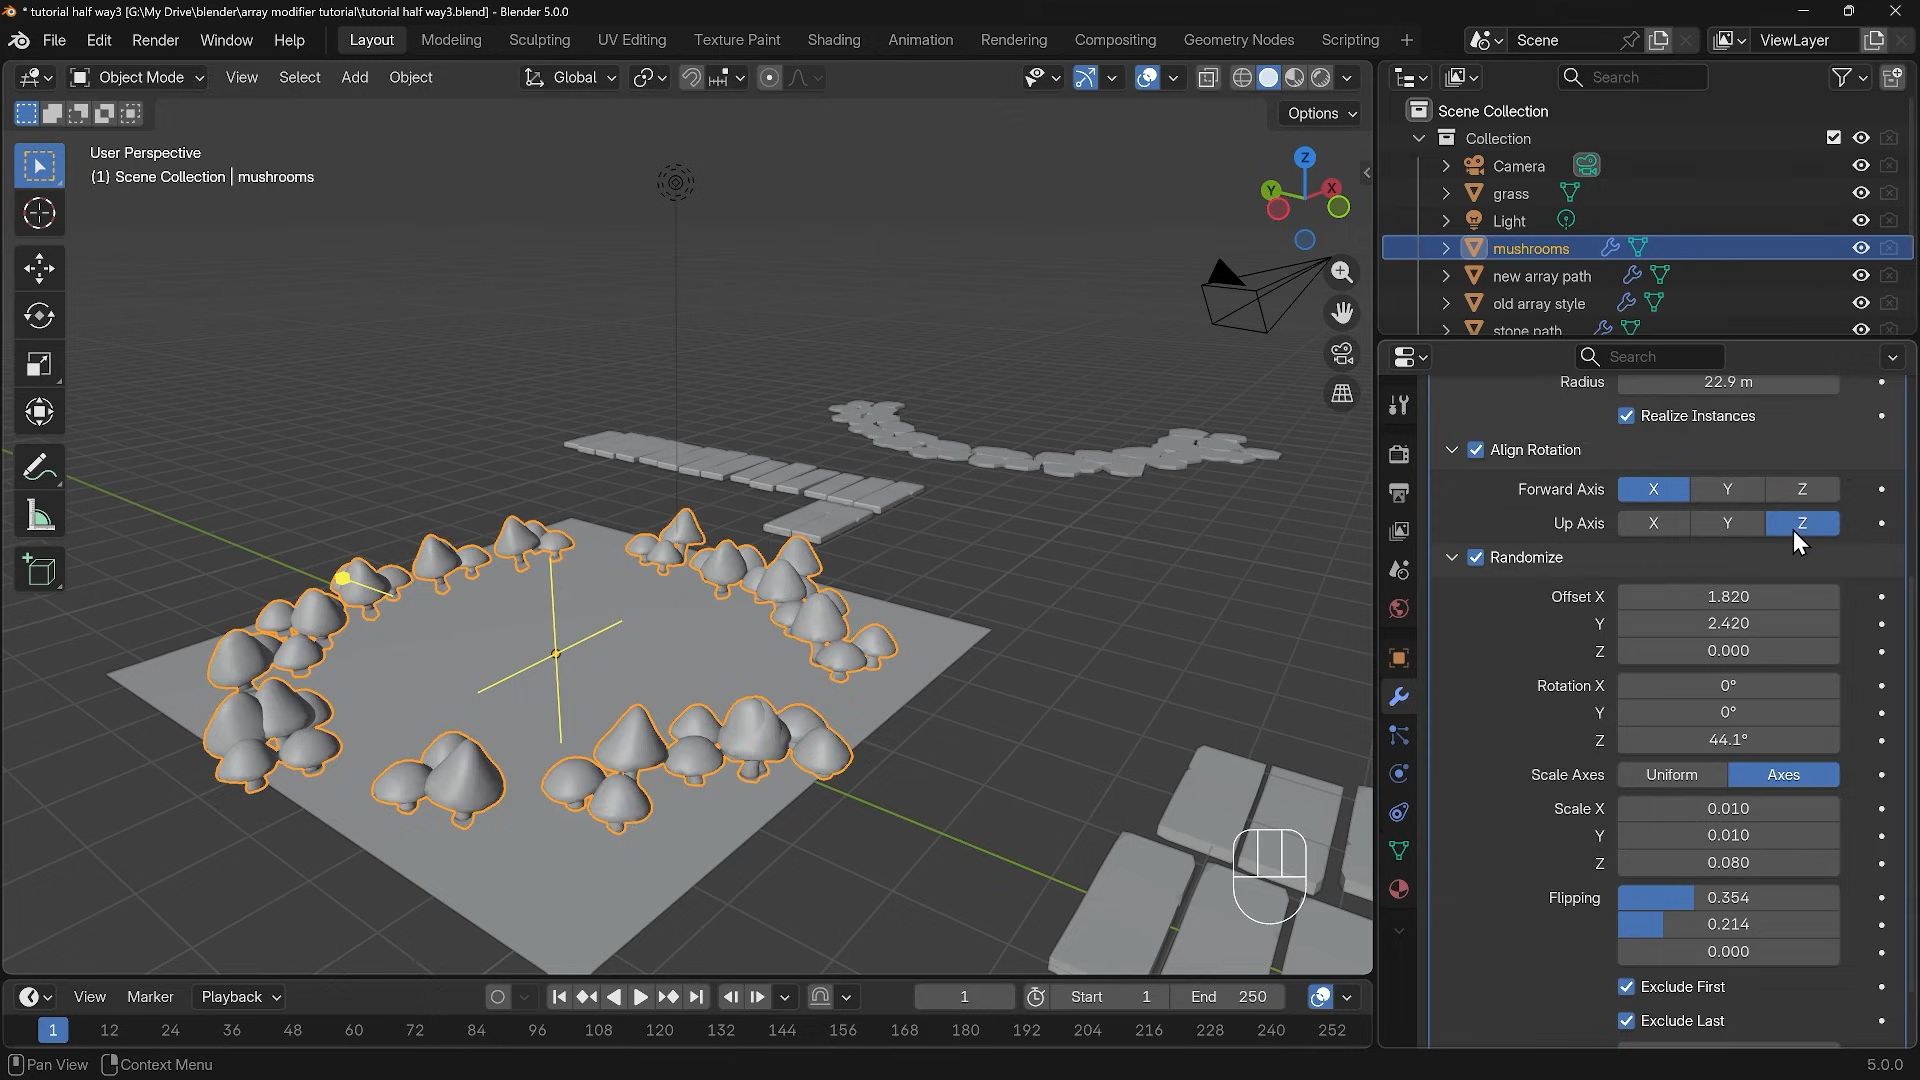 * tutorial half way3 [G:\My Drive\blender\array modifier tutorial\tutorial half way3.blend] - Blender 5.0.0
File Edit Render Window Help
Layout Modeling Sculpting UV Editing Texture Paint Shading Animation Rendering Compositing Geometry Nodes Scripting +
Scene
ViewLayer
Object Mode View Select Add Object
Global
Search
Options
User Perspective
(1) Scene Collection | mushrooms
Z
Y
X
Scene Collection
Collection
Camera
grass
Light
mushrooms
new array path
old array style
stone path
Search
Radius 22.9 m
Realize Instances
Align Rotation
Forward Axis X Y Z
Up Axis X Y Z
Randomize
Offset X 1.820
Y 2.420
Z 0.000
Rotation X 0°
Y 0°
Z 44.1°
Scale Axes Uniform Axes
Scale X 0.010
Y 0.010
Z 0.080
Flipping 0.354
0.214
0.000
Exclude First
Exclude Last
View Marker Playback
1
Start 1 End 250
1 12 24 36 48 60 72 84 96 108 120 132 144 156 168 180 192 204 216 228 240 252
Pan View Context Menu
5.0.0